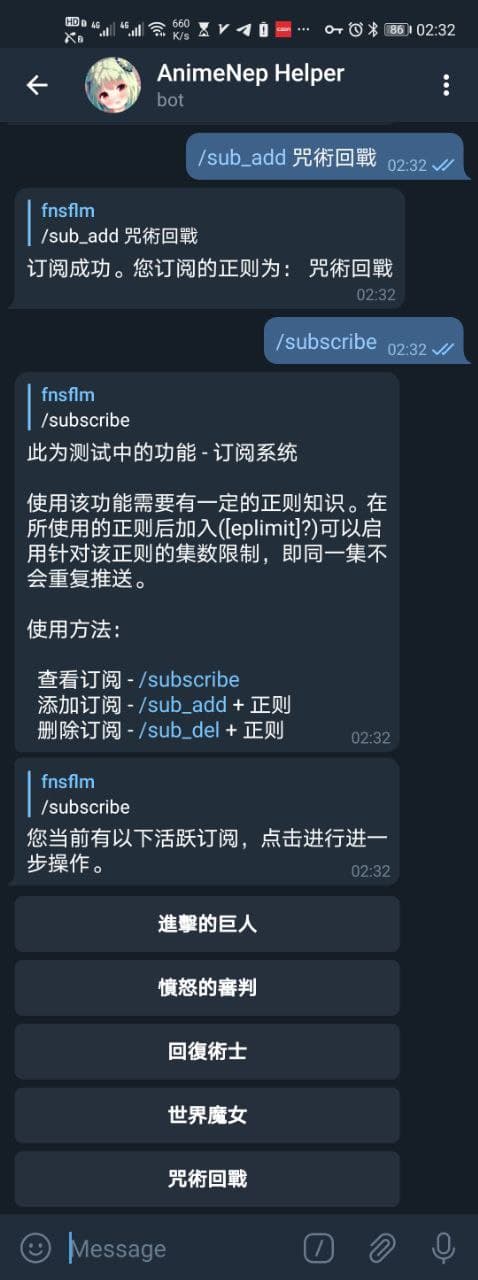 HD 1 4G 4G 660 K/s 86 02:32
AnimeNep Helper
bot
/sub_add 咒術回戰 02:32
fnsflm
/sub_add 咒術回戰
订阅成功。您订阅的正则为： 咒術回戰
02:32
/subscribe 02:32
fnsflm
/subscribe
此为测试中的功能 - 订阅系统
使用该功能需要有一定的正则知识。在
所使用的正则后加入([eplimit]?)可以启
用针对该正则的集数限制，即同一集不
会重复推送。
使用方法：
查看订阅 - /subscribe
添加订阅 - /sub_add + 正则
删除订阅 - /sub_del + 正则
02:32
fnsflm
/subscribe
您当前有以下活跃订阅，点击进行进一
步操作。
02:32
進擊的巨人
憤怒的審判
回復術士
世界魔女
咒術回戰
Message